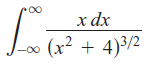 ∫_{-∞}^{∞} x dx / (x² + 4)^{3/2}